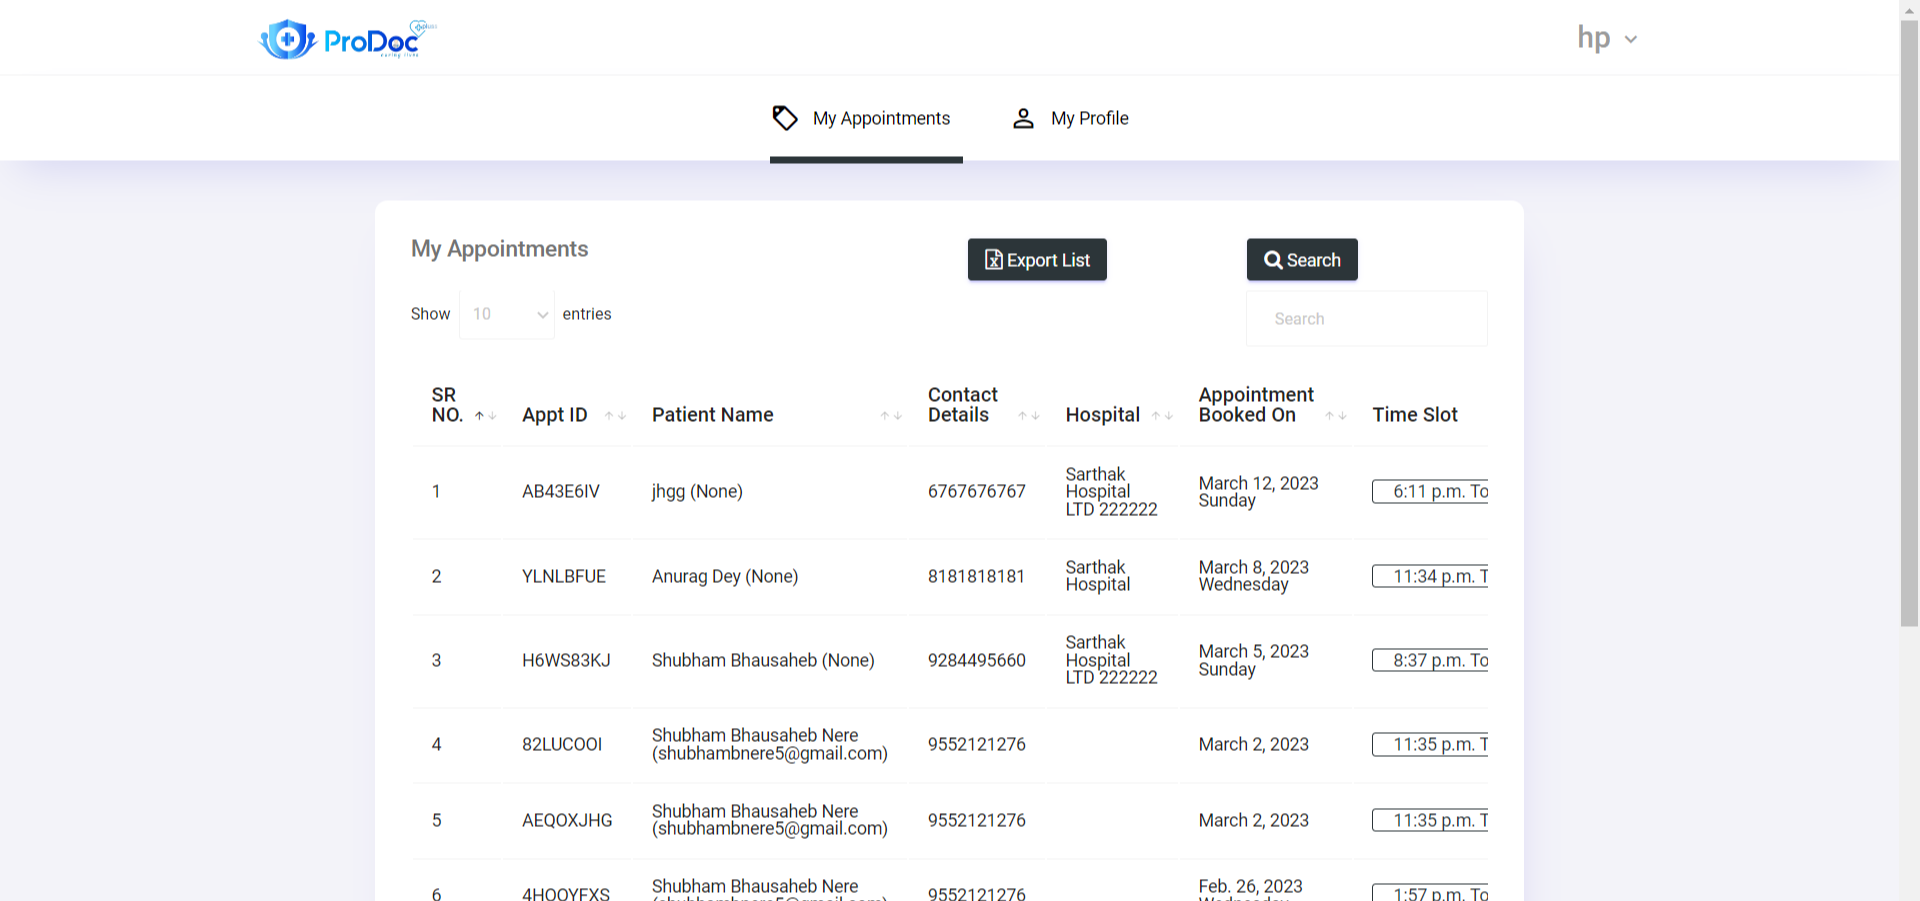 ProDoc
hp
My Appointments
My Profile
My Appointments
Export List
Search
Show 10 entries
Search
SR NO.
Appt ID
Patient Name
Contact Details
Hospital
Appointment Booked On
Time Slot
1
AB43E6IV
jhgg (None)
6767676767
Sarthak
Hospital
LTD 222222
March 12, 2023
Sunday
6:11 p.m. To
2
YLNLBFUE
Anurag Dey (None)
8181818181
Sarthak
Hospital
March 8, 2023
Wednesday
11:34 p.m. T
3
H6WS83KJ
Shubham Bhausaheb (None)
9284495660
Sarthak
Hospital
LTD 222222
March 5, 2023
Sunday
8:37 p.m. To
4
82LUCOOI
Shubham Bhausaheb Nere
(shubhambnere5@gmail.com)
9552121276
March 2, 2023
11:35 p.m. T
5
AEQOXJHG
Shubham Bhausaheb Nere
(shubhambnere5@gmail.com)
9552121276
March 2, 2023
11:35 p.m. T
6
4HOOYFXS
Shubham Bhausaheb Nere
9552121276
Feb. 26, 2023
1:57 p.m. To